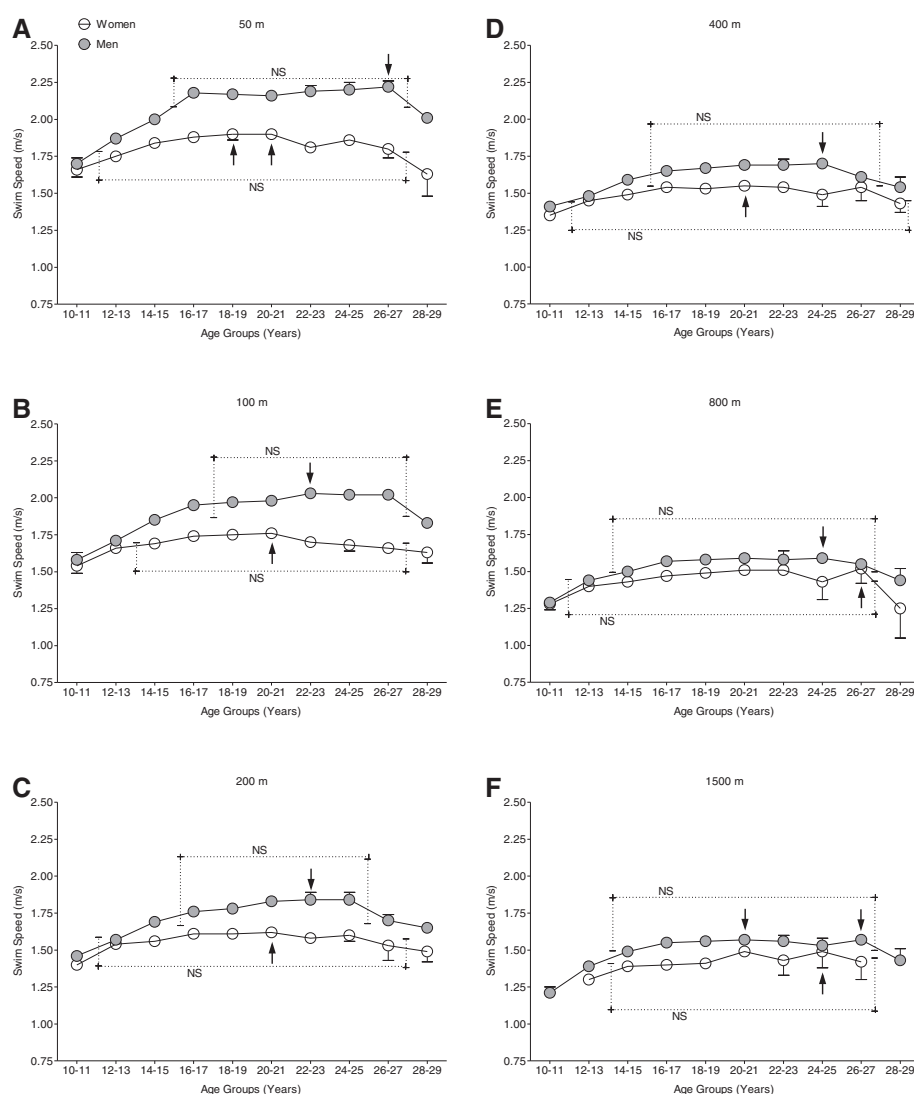 A
Women
Men
50 m
2.50
2.25
2.00
1.75
1.50
1.25
1.00
0.75
Swim Speed (m/s)
NS
NS
10-11 12-13 14-15 16-17 18-19 20-21 22-23 24-25 26-27 28-29
Age Groups (Years)
D
400 m
2.50
2.25
2.00
1.75
1.50
1.25
1.00
0.75
Swim Speed (m/s)
NS
NS
10-11 12-13 14-15 16-17 18-19 20-21 22-23 24-25 26-27 28-29
Age Groups (Years)
B
100 m
2.50
2.25
2.00
1.75
1.50
1.25
1.00
0.75
Swim Speed (m/s)
NS
NS
10-11 12-13 14-15 16-17 18-19 20-21 22-23 24-25 26-27 28-29
Age Groups (Years)
E
800 m
2.50
2.25
2.00
1.75
1.50
1.25
1.00
0.75
Swim Speed (m/s)
NS
NS
10-11 12-13 14-15 16-17 18-19 20-21 22-23 24-25 26-27 28-29
Age Groups (Years)
C
200 m
2.50
2.25
2.00
1.75
1.50
1.25
1.00
0.75
Swim Speed (m/s)
NS
NS
10-11 12-13 14-15 16-17 18-19 20-21 22-23 24-25 26-27 28-29
Age Groups (Years)
F
1500 m
2.50
2.25
2.00
1.75
1.50
1.25
1.00
0.75
Swim Speed (m/s)
NS
NS
10-11 12-13 14-15 16-17 18-19 20-21 22-23 24-25 26-27 28-29
Age Groups (Years)